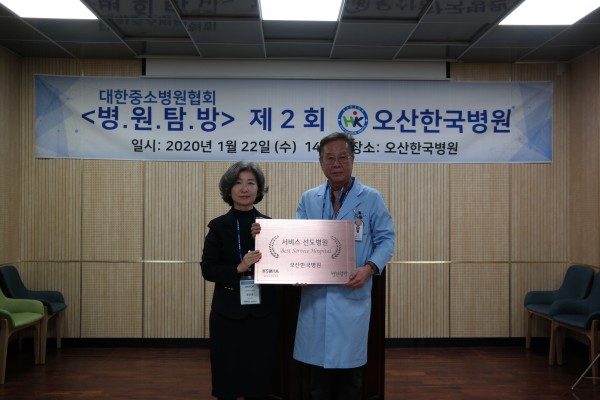 대한중소병원협회
<병.원.탐.방> 제 2 회 HK 오산한국병원
일시: 2020년 1월 22일 (수) 14 장소: 오산한국병원
서비스 선도병원
Best Service Hospital
오산한국병원